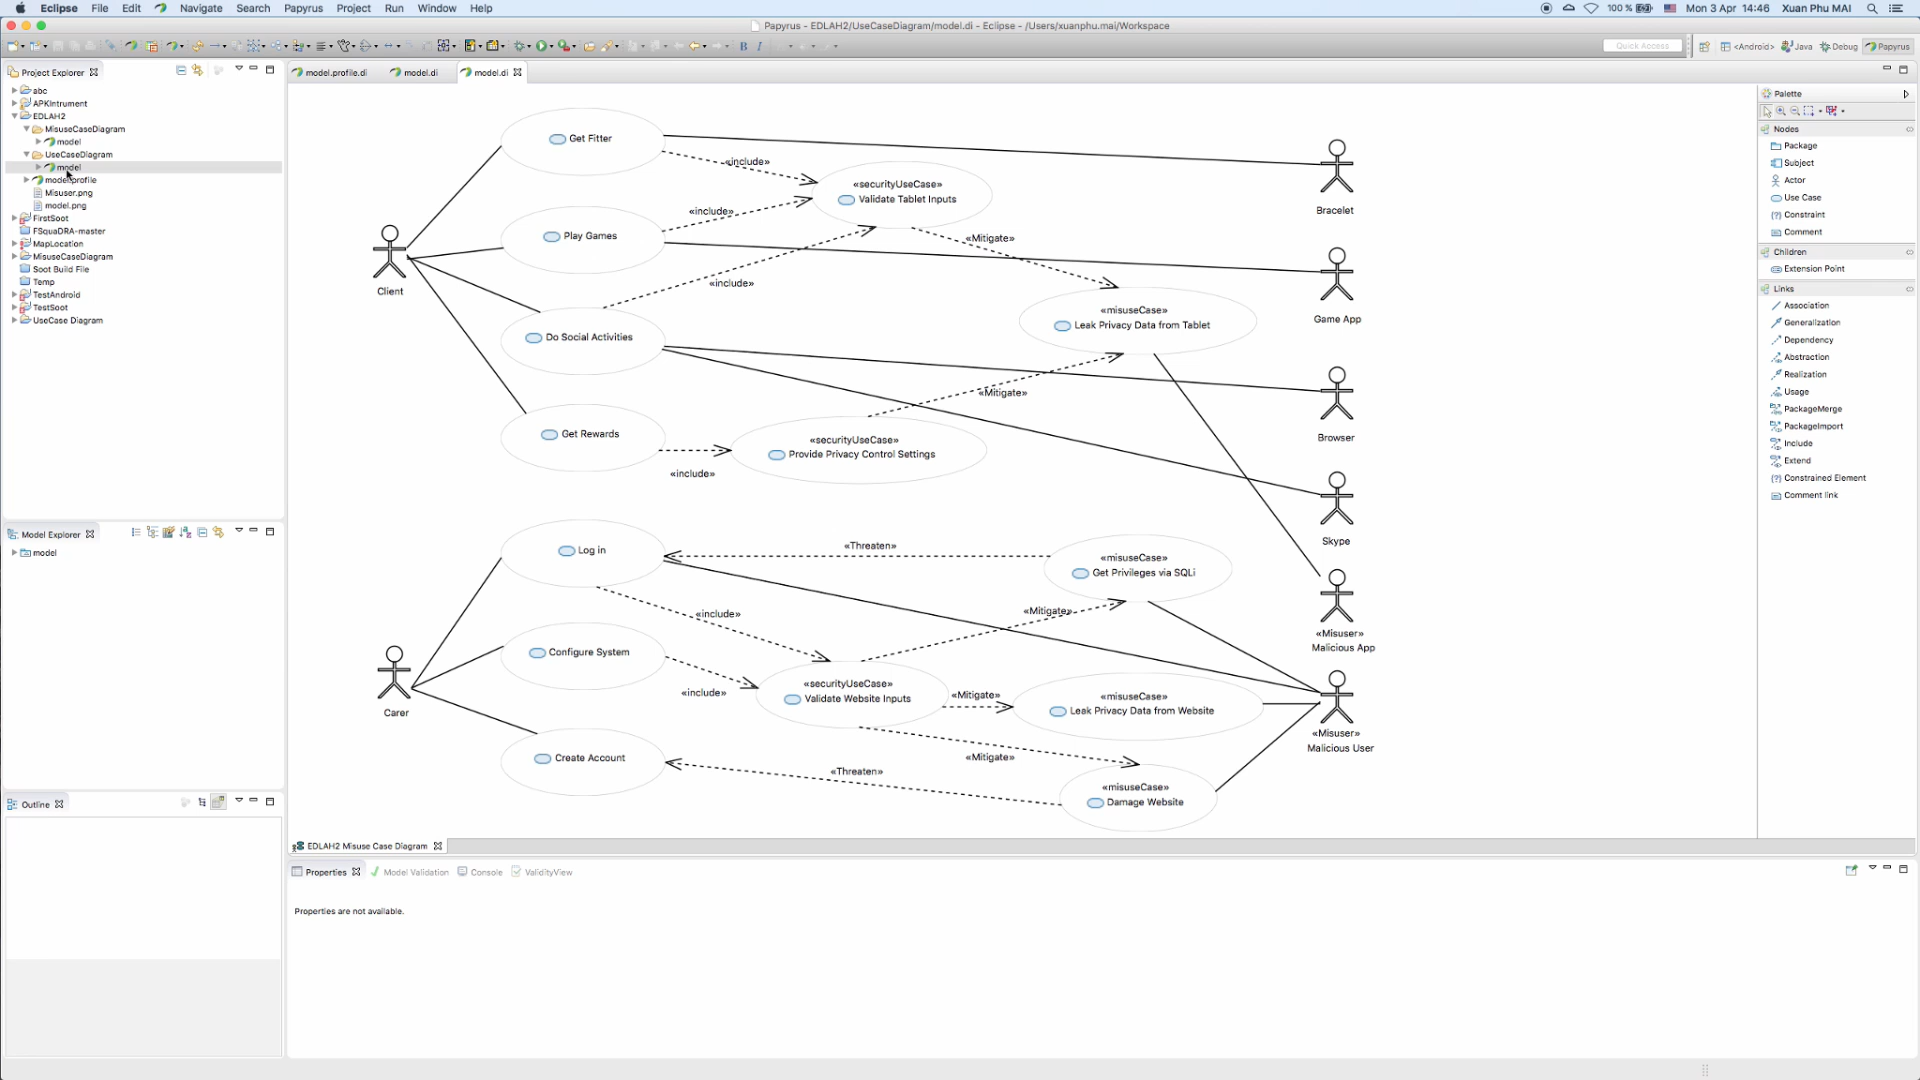 Eclipse File Edit Navigate Search Papyrus Project Run Window Help
100 % Mon 3 Apr 14:46 Xuan Phu MAI
Papyrus - EDLAH2/UseCaseDiagram/model.di - Eclipse - /Users/xuanphu.mai/Workspace
B I
Quick Access
<Android> Java Debug Papyrus
Project Explorer
abc
APKIntrument
EDLAH2
MisuseCaseDiagram
model
UseCaseDiagram
model
model.profile
Misuser.png
model.png
FirstSoot
FSquaDRA-master
MapLocation
MisuseCaseDiagram
Soot Build File
Temp
TestAndroid
TestSoot
UseCase Diagram
Model Explorer
model
Outline
model.profile.di
model.di
model.di
Get Fitter
«include»
«securityUseCase»
Validate Tablet Inputs
Bracelet
«include»
Play Games
«Mitigate»
Client
«include»
Game App
«misuseCase»
Leak Privacy Data from Tablet
Do Social Activities
«Mitigate»
Browser
Get Rewards
«securityUseCase»
Provide Privacy Control Settings
«include»
Skype
Log in
«Threaten»
«misuseCase»
Get Privileges via SQLi
«include»
«Mitigate»
«Misuser»
Malicious App
Configure System
«include»
«securityUseCase»
Validate Website Inputs
«Mitigate»
«misuseCase»
Leak Privacy Data from Website
Carer
«Misuser»
Malicious User
Create Account
«Mitigate»
«Threaten»
«misuseCase»
Damage Website
EDLAH2 Misuse Case Diagram
Properties Model Validation Console ValidityView
Properties are not available.
Palette
Nodes
Package
Subject
Actor
Use Case
Constraint
Comment
Children
Extension Point
Links
Association
Generalization
Dependency
Abstraction
Realization
Usage
PackageMerge
PackageImport
Include
Extend
Constrained Element
Comment link